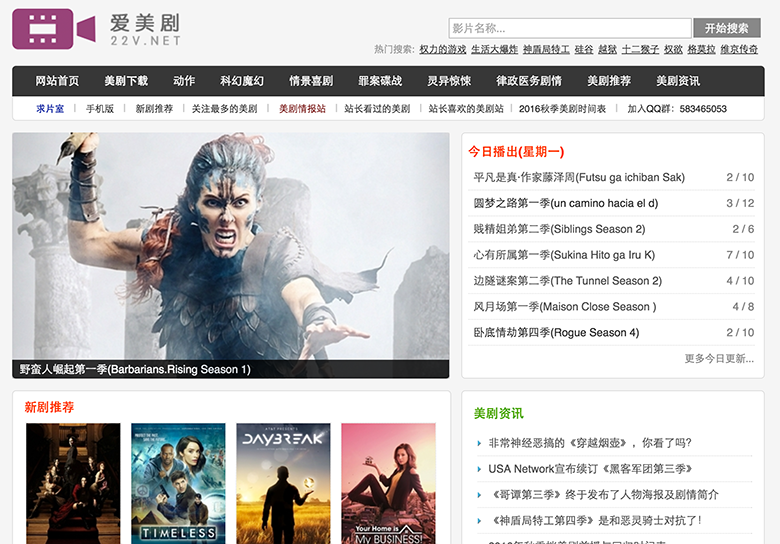 爱美剧
22V.NET
影片名称...
开始搜索
热门搜索: 权力的游戏 生活大爆炸 神盾局特工 硅谷 越狱 十二猴子 权欲 格莫拉 维京传奇
网站首页 美剧下载 动作 科幻魔幻 情景喜剧 罪案碟战 灵异惊悚 律政医务剧情 美剧推荐 美剧资讯
求片室 手机版 新剧推荐 关注最多的美剧 美剧情报站 站长看过的美剧 站长喜欢的美剧站 2016秋季美剧时间表 加入QQ群：583465053
野蛮人崛起第一季(Barbarians.Rising Season 1)
今日播出(星期一)
平凡是真·作家藤泽周(Futsu ga ichiban Sak) 2 / 10
圆梦之路第一季(un camino hacia el d) 3 / 12
贱精姐弟第二季(Siblings Season 2) 2 / 6
心有所属第一季(Sukina Hito ga Iru K) 7 / 10
边隧谜案第二季(The Tunnel Season 2) 4 / 10
风月场第一季(Maison Close Season ) 4 / 8
卧底情劫第四季(Rogue Season 4) 2 / 10
更多今日更新...
新剧推荐
TIMELESS
DAYBREAK
Your Home is
My BUSINESS!
美剧资讯
非常神经恶搞的《穿越烟壶》，你看了吗?
USA Network宣布续订《黑客军团第三季》
《哥谭第三季》终于发布了人物海报及剧情简介
《神盾局特工第四季》是和恶灵骑士对抗了!